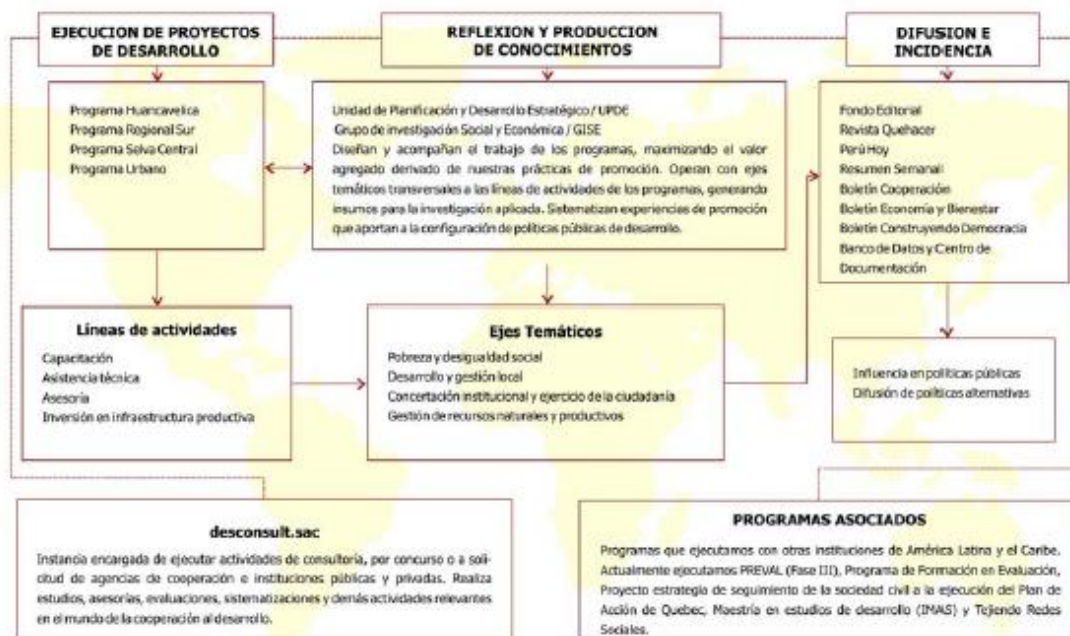 EJECUCION DE PROYECTOS
DE DESARROLLO
REFLEXION Y PRODUCCION
DE CONOCIMIENTOS
DIFUSION E
INCIDENCIA
Programa Huancavelica
Programa Regional Sur
Programa Selva Central
Programa Urbano
Unidad de Planificación y Desarrollo Estratégico / UPDE
Grupo de investigación Social y Económica / GISE
Diseñan y acompañan el trabajo de los programas, maximizando el valor
agregado derivado de nuestras prácticas de promoción. Operan con ejes
temáticos transversales a las líneas de actividades de los programas, generando
insumos para la investigación aplicada. Sistematizan experiencias de promoción
que aportan a la configuración de políticas públicas de desarrollo.
Fondo Editorial
Revista Quehacer
Perú Hoy
Resumen Semanal
Boletín Cooperación
Boletín Economía y Bienestar
Boletín Construyendo Democracia
Banco de Datos y Centro de
Documentación
Líneas de actividades
Capacitación
Asistencia técnica
Asesoría
Inversión en infraestructura productiva
Ejes Temáticos
Pobreza y desigualdad social
Desarrollo y gestión local
Concertación institucional y ejercicio de la ciudadanía
Gestión de recursos naturales y productivos
Influencia en políticas públicas
Difusión de políticas alternativas
desconsult.sac
Instancia encargada de ejecutar actividades de consultoría, por concurso o a soli-
citud de agencias de cooperación e instituciones públicas y privadas. Realiza
estudios, asesorías, evaluaciones, sistematizaciones y demás actividades relevantes
en el mundo de la cooperación al desarrollo.
PROGRAMAS ASOCIADOS
Programas que ejecutamos con otras instituciones de América Latina y el Caribe.
Actualmente ejecutamos PREVAL (Fase III), Programa de Formación en Evaluación,
Proyecto estrategia de seguimiento de la sociedad civil a la ejecución del Plan de
Acción de Quebec, Maestría en estudios de desarrollo (IMAS) y Tejiendo Redes
Sociales.